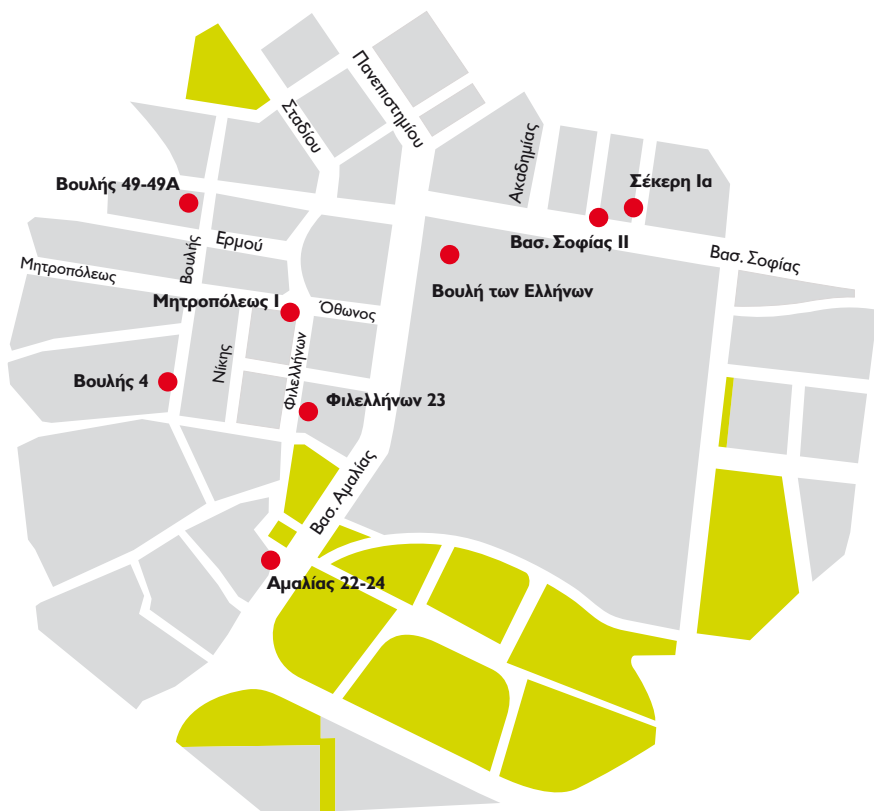 Πανεπιστημίου
Σταδίου
Ακαδημίας
Σέκερη Ια
Βουλής 49-49Α
Βασ. Σοφίας ΙΙ
Βασ. Σοφίας
Ερμού
Βουλής
Μητροπόλεως
Βουλή των Ελλήνων
Μητροπόλεως Ι
Όθωνος
Νίκης
Φιλελλήνων
Βουλής 4
Φιλελλήνων 23
Βασ. Αμαλίας
Αμαλίας 22-24